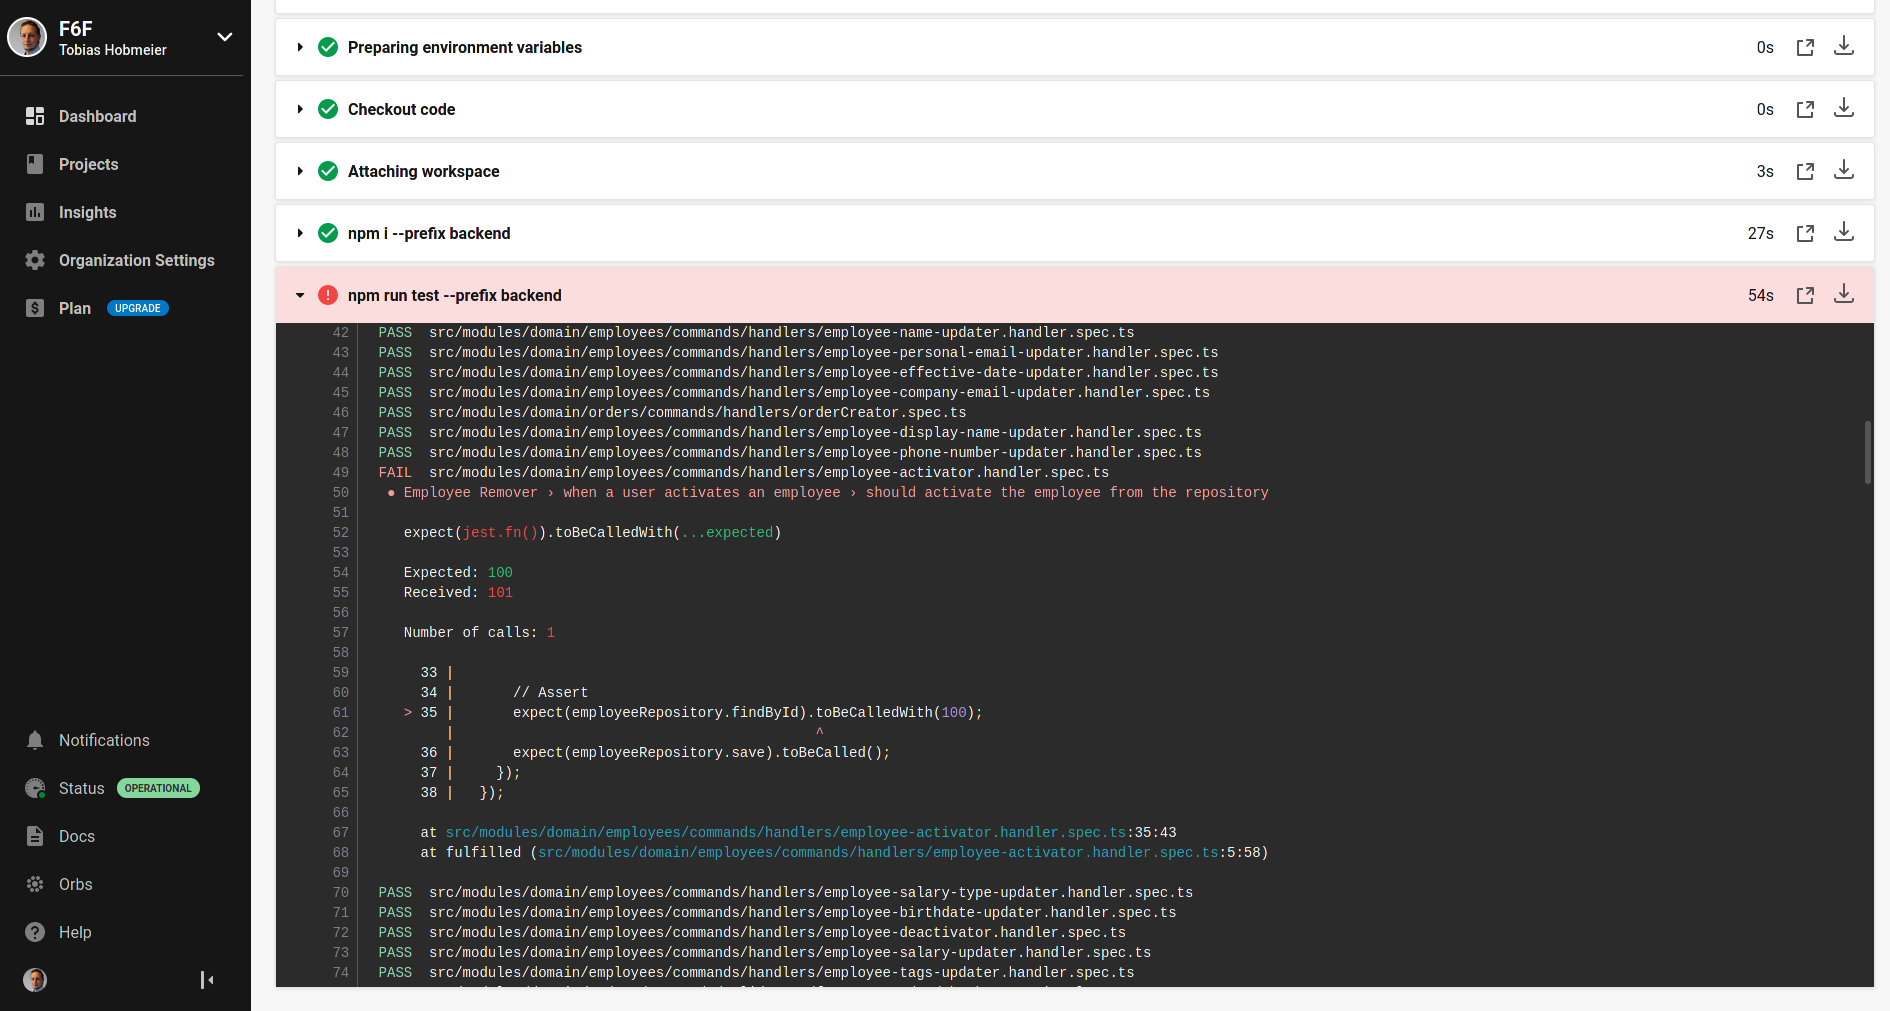 F6F
Tobias Hobmeier
Dashboard
Projects
Insights
Organization Settings
Plan UPGRADE
Notifications
Status OPERATIONAL
Docs
Orbs
Help
Preparing environment variables 0s
Checkout code 0s
Attaching workspace 3s
npm i --prefix backend 27s
npm run test --prefix backend 54s
42 PASS src/modules/domain/employees/commands/handlers/employee-name-updater.handler.spec.ts
43 PASS src/modules/domain/employees/commands/handlers/employee-personal-email-updater.handler.spec.ts
44 PASS src/modules/domain/employees/commands/handlers/employee-effective-date-updater.handler.spec.ts
45 PASS src/modules/domain/employees/commands/handlers/employee-company-email-updater.handler.spec.ts
46 PASS src/modules/domain/orders/commands/handlers/orderCreator.spec.ts
47 PASS src/modules/domain/employees/commands/handlers/employee-display-name-updater.handler.spec.ts
48 PASS src/modules/domain/employees/commands/handlers/employee-phone-number-updater.handler.spec.ts
49 FAIL src/modules/domain/employees/commands/handlers/employee-activator.handler.spec.ts
50 ● Employee Remover › when a user activates an employee › should activate the employee from the repository
51
52 expect(jest.fn()).toBeCalledWith(...expected)
53
54 Expected: 100
55 Received: 101
56
57 Number of calls: 1
58
59 33 |
60 34 | // Assert
61 > 35 | expect(employeeRepository.findById).toBeCalledWith(100);
62 | ^
63 36 | expect(employeeRepository.save).toBeCalled();
64 37 | });
65 38 | });
66
67 at src/modules/domain/employees/commands/handlers/employee-activator.handler.spec.ts:35:43
68 at fulfilled (src/modules/domain/employees/commands/handlers/employee-activator.handler.spec.ts:5:58)
69
70 PASS src/modules/domain/employees/commands/handlers/employee-salary-type-updater.handler.spec.ts
71 PASS src/modules/domain/employees/commands/handlers/employee-birthdate-updater.handler.spec.ts
72 PASS src/modules/domain/employees/commands/handlers/employee-deactivator.handler.spec.ts
73 PASS src/modules/domain/employees/commands/handlers/employee-salary-updater.handler.spec.ts
74 PASS src/modules/domain/employees/commands/handlers/employee-tags-updater.handler.spec.ts